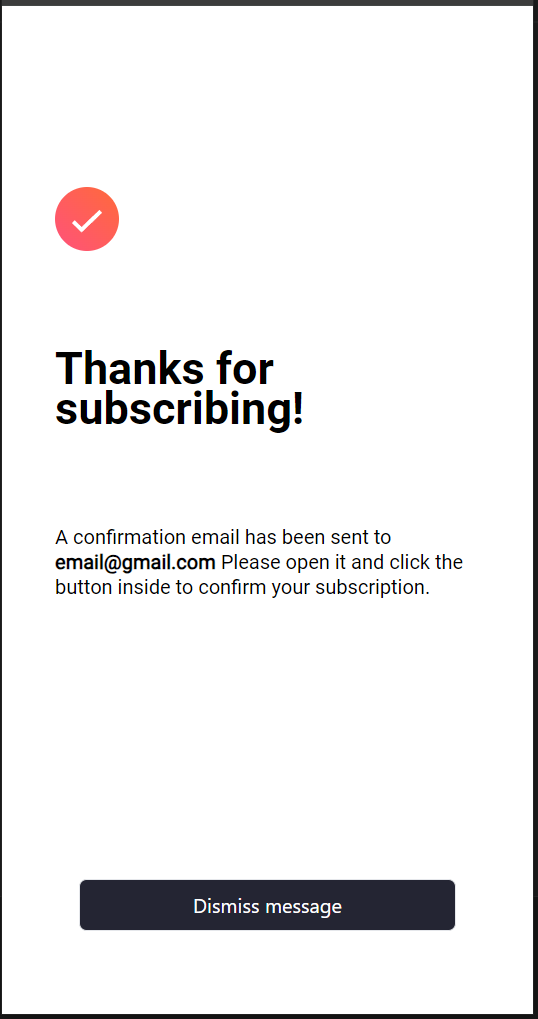 Thanks for
subscribing!
A confirmation email has been sent to
email@gmail.com Please open it and click the
button inside to confirm your subscription.
Dismiss message